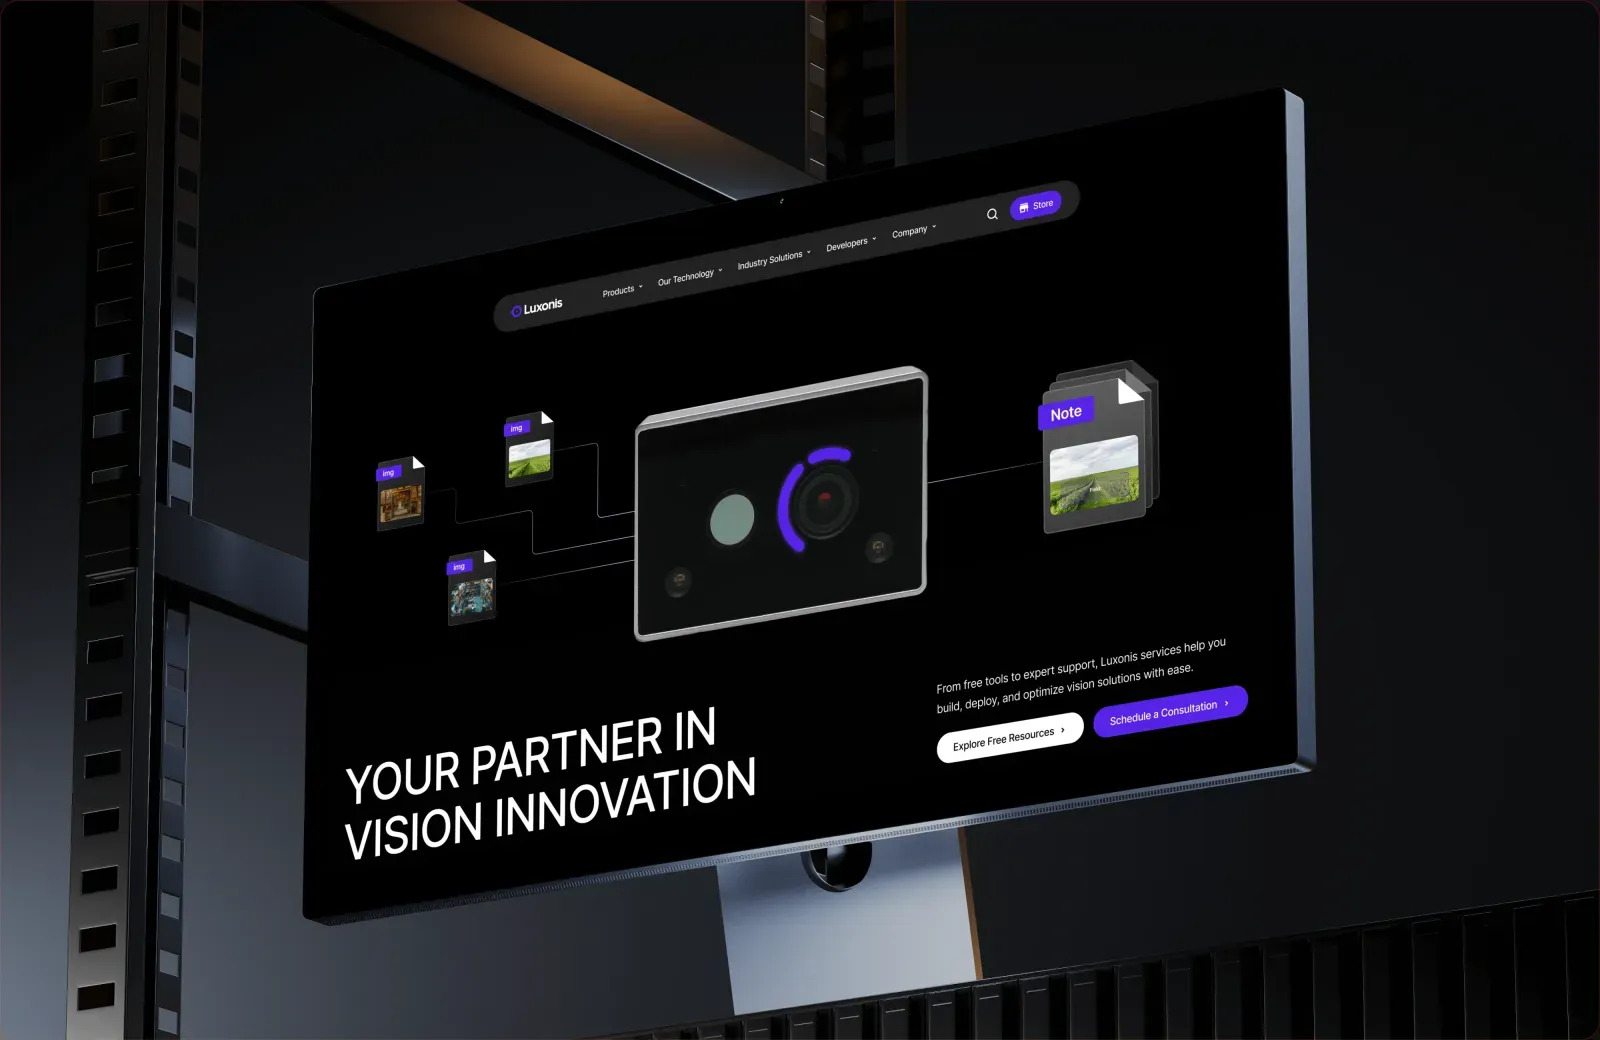 Luxonis
Products
Our Technology
Industry Solutions
Developers
Company
Store
img
img
img
Note
YOUR PARTNER IN
VISION INNOVATION
From free tools to expert support, Luxonis services help you
build, deploy, and optimize vision solutions with ease.
Explore Free Resources
Schedule a Consultation